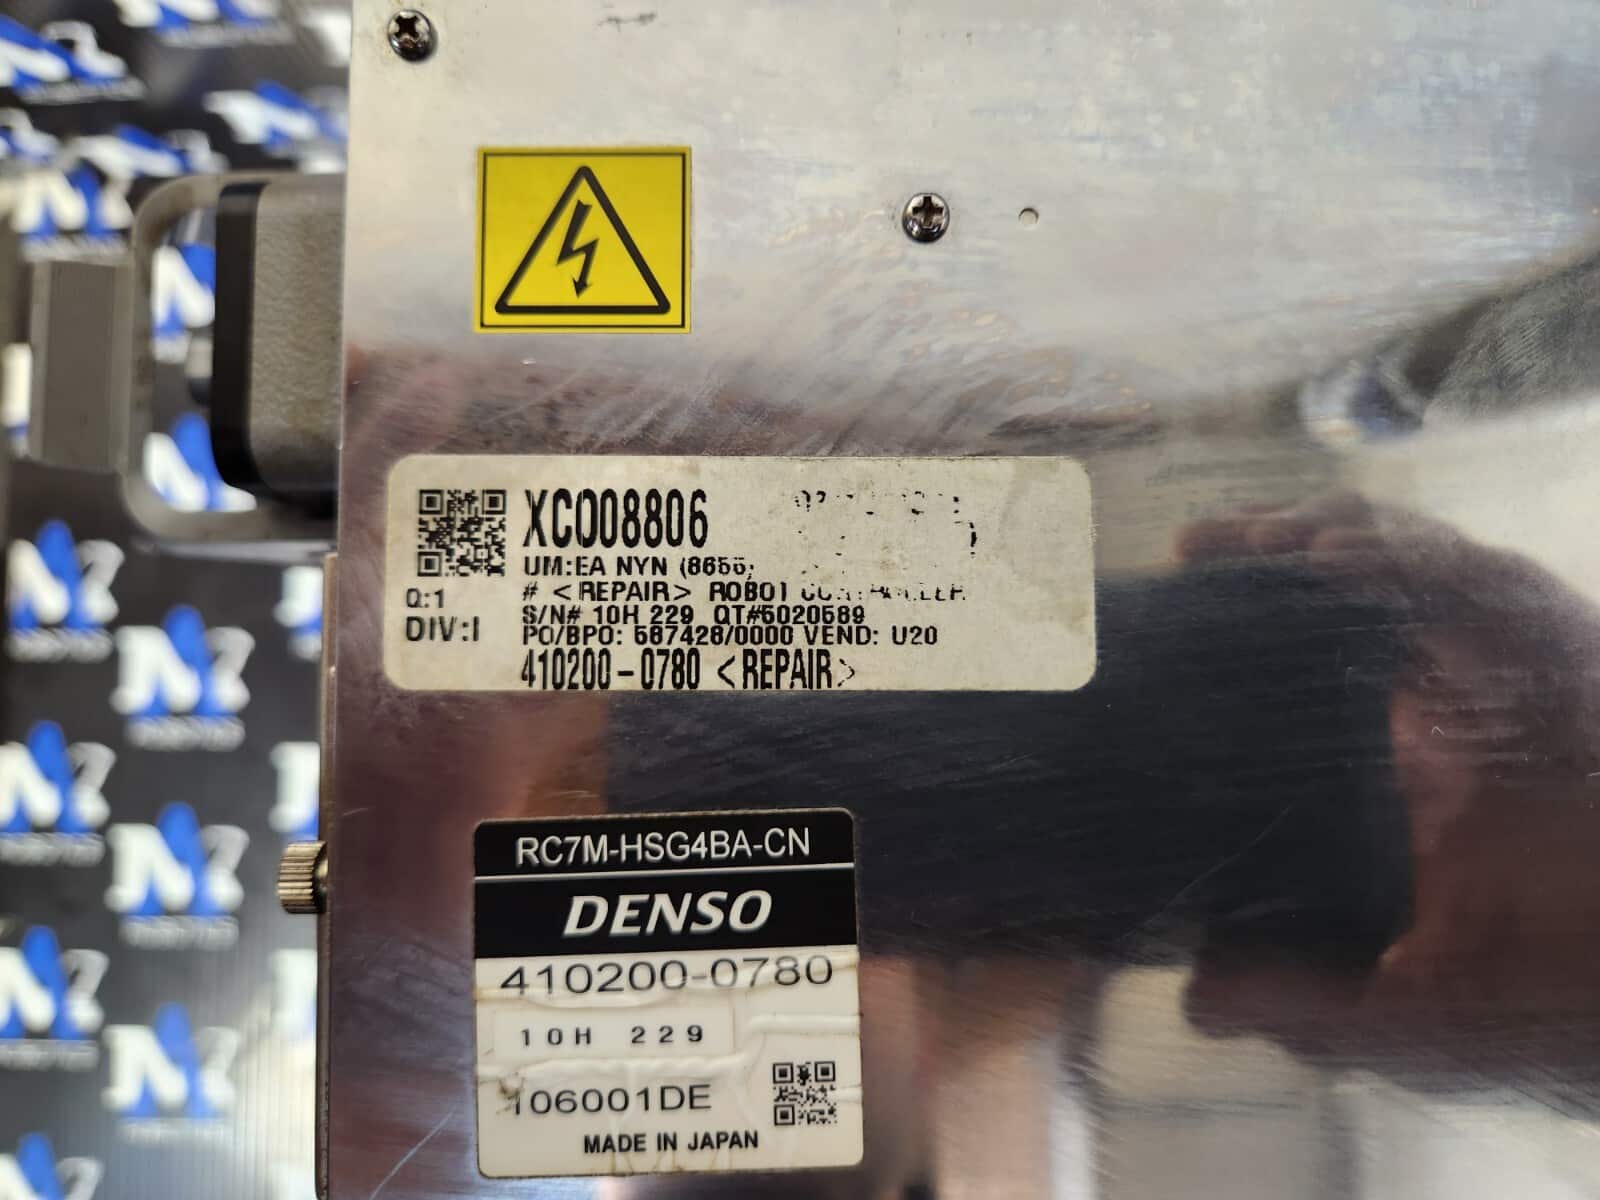 XC008806
UM:EA NYN
# <REPAIR> ROBOT
Q:1
S/N# 10H 229 QT#5020589
DIV:I
PO/BPO: 587428/0000 VEND: U20
410200-0780 <REPAIR>
RC7M-HSG4BA-CN
DENSO
410200-0780
10H 229
106001DE
MADE IN JAPAN